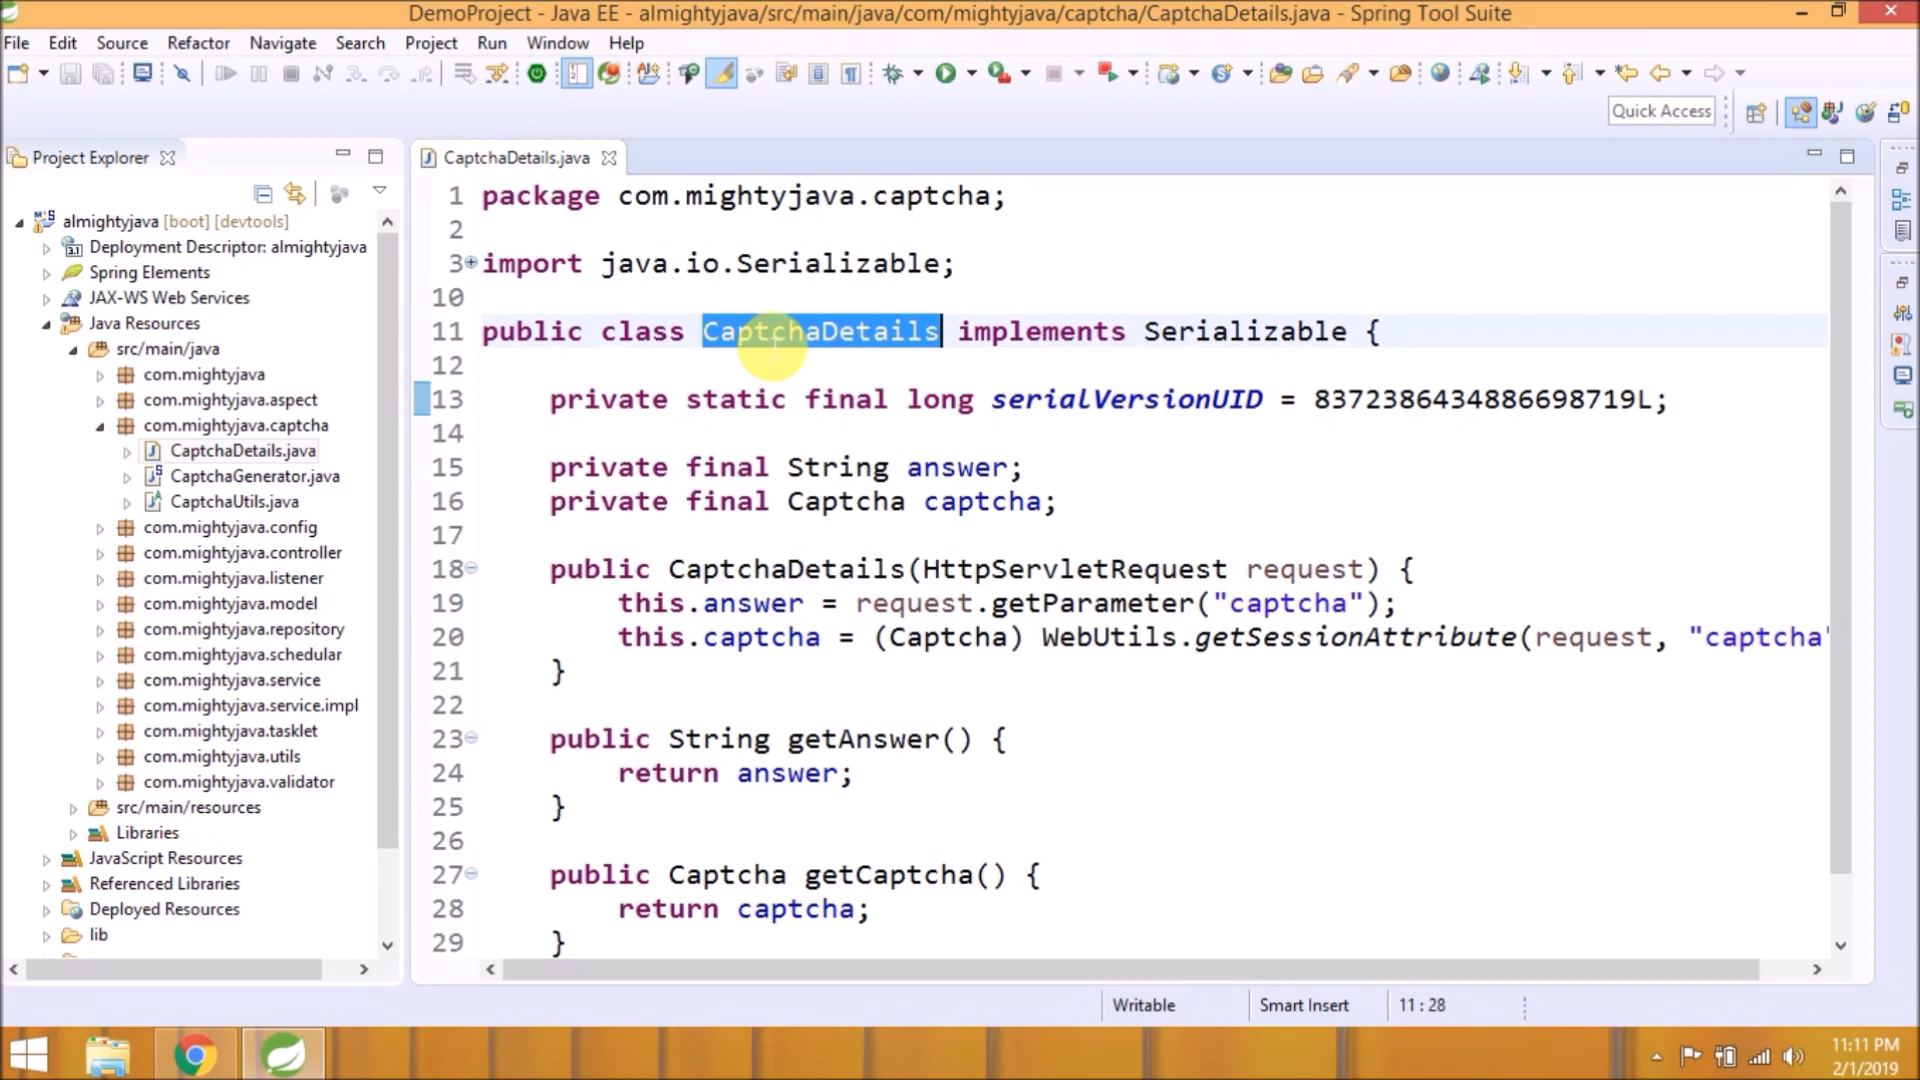 DemoProject - Java EE - almightyjava/src/main/java/com/mightyjava/captcha/CaptchaDetails.java - Spring Tool Suite
File Edit Source Refactor Navigate Search Project Run Window Help
Quick Access
Project Explorer
almightyjava [boot] [devtools]
Deployment Descriptor: almightyjava
Spring Elements
JAX-WS Web Services
Java Resources
src/main/java
com.mightyjava
com.mightyjava.aspect
com.mightyjava.captcha
CaptchaDetails.java
CaptchaGenerator.java
CaptchaUtils.java
com.mightyjava.config
com.mightyjava.controller
com.mightyjava.listener
com.mightyjava.model
com.mightyjava.repository
com.mightyjava.schedular
com.mightyjava.service
com.mightyjava.service.impl
com.mightyjava.tasklet
com.mightyjava.utils
com.mightyjava.validator
src/main/resources
Libraries
JavaScript Resources
Referenced Libraries
Deployed Resources
lib
CaptchaDetails.java
1 package com.mightyjava.captcha;
2
3 import java.io.Serializable;
10
11 public class CaptchaDetails implements Serializable {
12
13 private static final long serialVersionUID = 8372386434886698719L;
14
15 private final String answer;
16 private final Captcha captcha;
17
18 public CaptchaDetails(HttpServletRequest request) {
19 this.answer = request.getParameter("captcha");
20 this.captcha = (Captcha) WebUtils.getSessionAttribute(request, "captcha"
21 }
22
23 public String getAnswer() {
24 return answer;
25 }
26
27 public Captcha getCaptcha() {
28 return captcha;
29 }
Writable Smart Insert 11 : 28
11:11 PM
2/1/2019